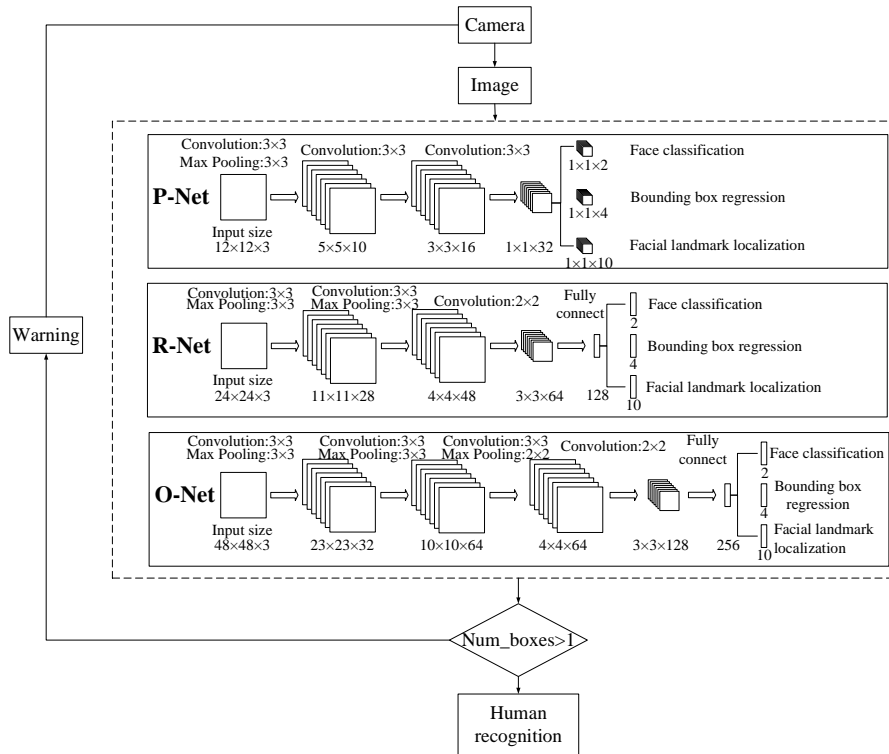 Camera
Image
Convolution:3×3
Max Pooling:3×3
Convolution:3×3
Convolution:3×3
P-Net
Input size
12×12×3
5×5×10
3×3×16
1×1×32
1×1×2
Face classification
1×1×4
Bounding box regression
1×1×10
Facial landmark localization
Warning
Convolution:3×3
Max Pooling:3×3
Convolution:3×3
Max Pooling:3×3
Convolution:2×2
Fully
connect
R-Net
Input size
24×24×3
11×11×28
4×4×48
3×3×64
128
2
Face classification
4
Bounding box regression
10
Facial landmark localization
Convolution:3×3
Max Pooling:3×3
Convolution:3×3
Max Pooling:3×3
Convolution:3×3
Max Pooling:2×2
Convolution:2×2
Fully
connect
O-Net
Input size
48×48×3
23×23×32
10×10×64
4×4×64
3×3×128
256
2
Face classification
4
Bounding box
regression
10
Facial landmark
localization
Num_boxes>1
Human
recognition